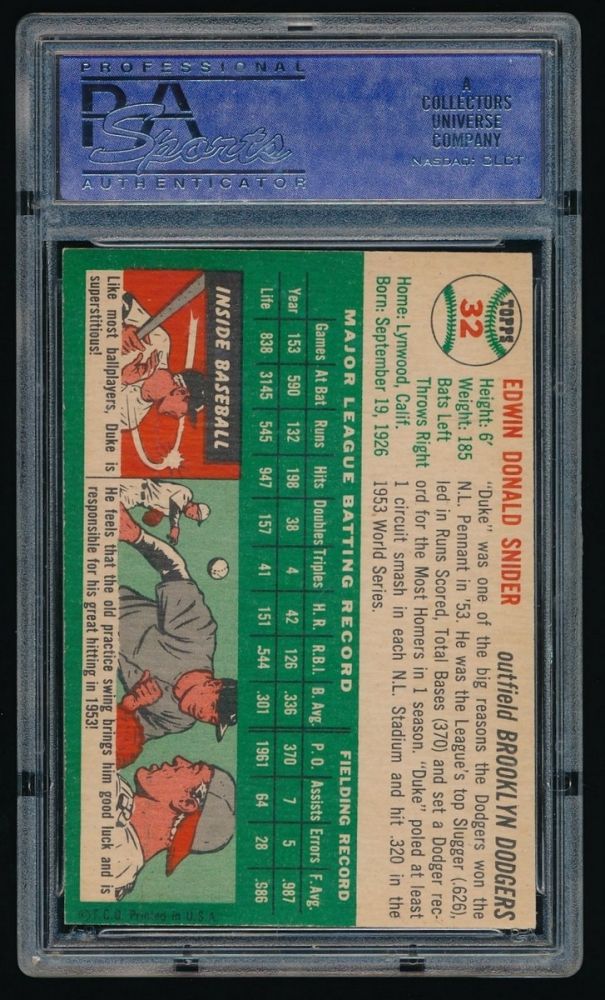 PROFESSIONAL
PSA
Sports
AUTHENTICATOR
A
COLLECTORS
UNIVERSE
COMPANY
NASDAQ: CLCT
TOPPS
32
EDWIN DONALD SNIDER outfield BROOKLYN DODGERS
Height: 6'
Weight: 185
Bats Left
Throws Right
Home: Lynwood, Calif.
Born: September 19, 1926
"Duke" was one of the big reasons the Dodgers won the
N.L. Pennant in '53. He was the League's top Slugger (.626),
led in Runs Scored, Total Bases (370) and set a Dodger rec-
ord for the Most Homers in 1 season. "Duke" poled at least
1 circuit smash in each N.L. Stadium and hit .320 in the
1953 World Series.
MAJOR LEAGUE BATTING RECORD FIELDING RECORD
Games At Bat Runs Hits Doubles Triples H.R. R.B.I. B. Avg. P.O. Assists Errors F. Avg.
Year 153 590 132 198 38 4 42 126 .336 370 7 5 .987
Life 838 3145 545 947 157 41 151 544 .301 1961 64 28 .986
INSIDE BASEBALL
Like most ballplayers, Duke is
superstitious!
He feels that the old practice swing brings him good luck and is
responsible for his great hitting in 1953!
©T.C.G. Printed in U.S.A.